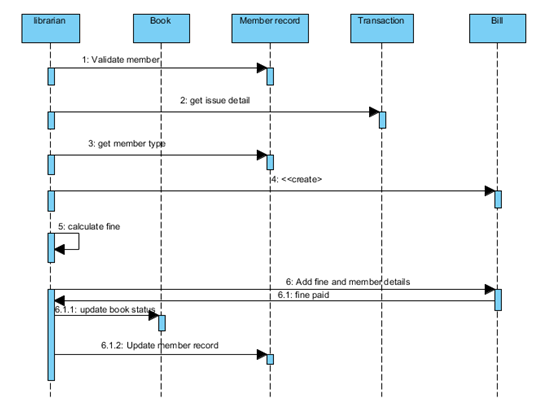 librarian
Book
Member record
Transaction
Bill
1: Validate member
2: get issue detail
3: get member type
4: <<create>
5: calculate fine
6: Add fine and member details
6.1: fine paid
6.1.1: update book status
6.1.2: Update member record